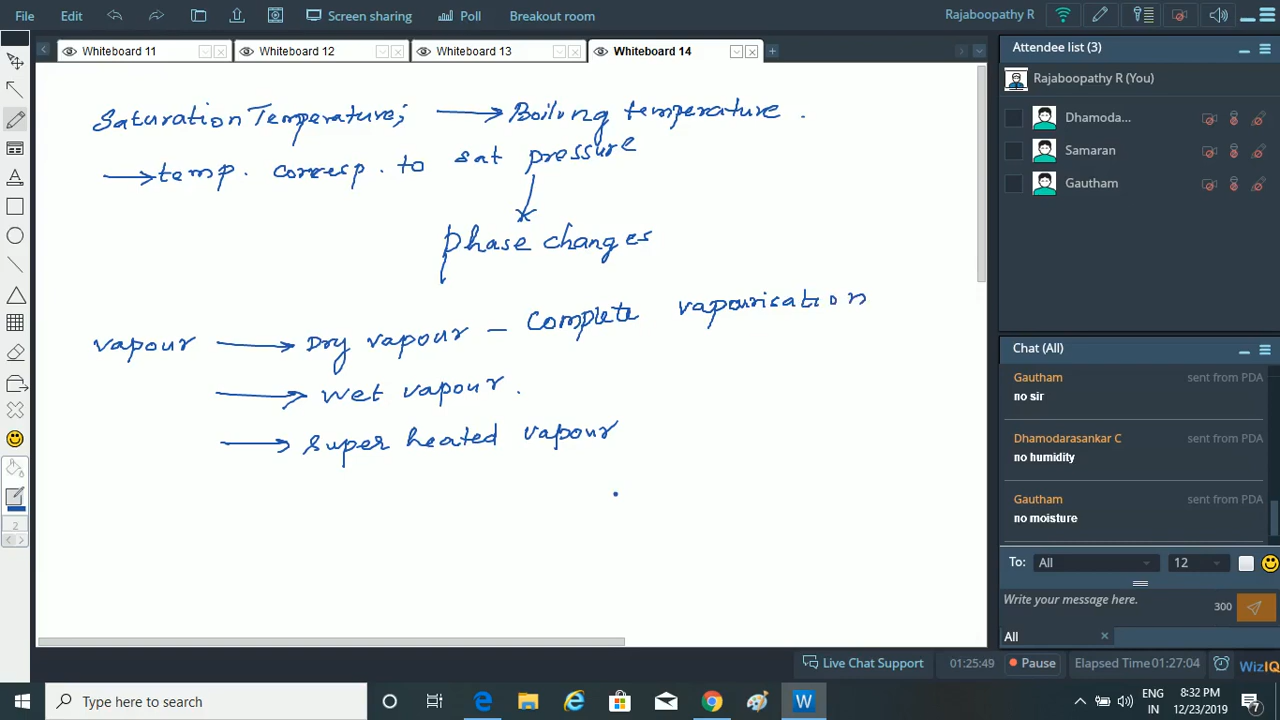 File Edit Screen sharing Poll Breakout room Rajaboopathy R
Whiteboard 11 Whiteboard 12 Whiteboard 13 Whiteboard 14
Attendee list (3)
Rajaboopathy R (You)
Dhamoda...
Samaran
Gautham
Saturation Temperature; → Boilung temperature .
→ temp. corresp. to sat pressure
phase changes
vapour → Dry vapour - Complete vapourisation
→ wet vapour.
→ super heated vapour
2
Chat (All)
Gautham sent from PDA
no sir
Dhamodarasankar C sent from PDA
no humidity
Gautham sent from PDA
no moisture
To: All 12
Write your message here. 300
All
Live Chat Support 01:25:49 Pause Elapsed Time 01:27:04 WizIQ
Type here to search
ENG 8:32 PM
IN 12/23/2019
7